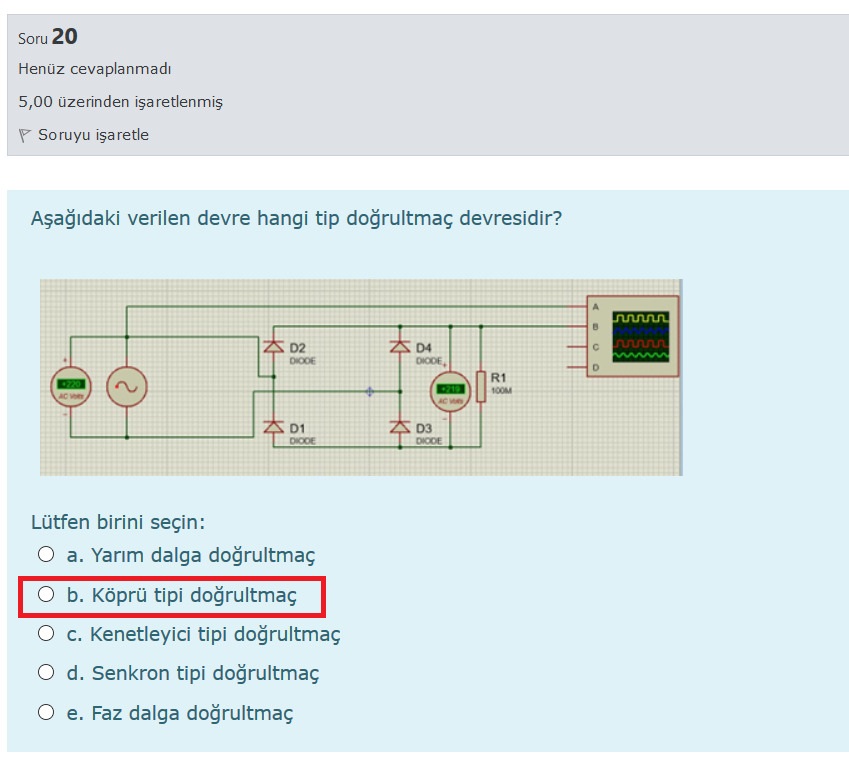 Soru 20
Henüz cevaplanmadı
5,00 üzerinden işaretlenmiş
Soruyu işaretle
Aşağıdaki verilen devre hangi tip doğrultmaç devresidir?
A
B
C
D
D2
DIODE
D4
DIODE
R1
100M
+220
AC Volts
+219
AC Volts
D1
DIODE
D3
DIODE
Lütfen birini seçin:
a. Yarım dalga doğrultmaç
b. Köprü tipi doğrultmaç
c. Kenetleyici tipi doğrultmaç
d. Senkron tipi doğrultmaç
e. Faz dalga doğrultmaç